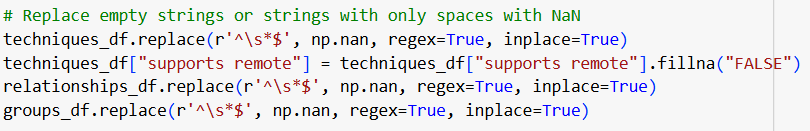 # Replace empty strings or strings with only spaces with NaN
techniques_df.replace(r'^\s*$', np.nan, regex=True, inplace=True)
techniques_df["supports remote"] = techniques_df["supports remote"].fillna("FALSE")
relationships_df.replace(r'^\s*$', np.nan, regex=True, inplace=True)
groups_df.replace(r'^\s*$', np.nan, regex=True, inplace=True)